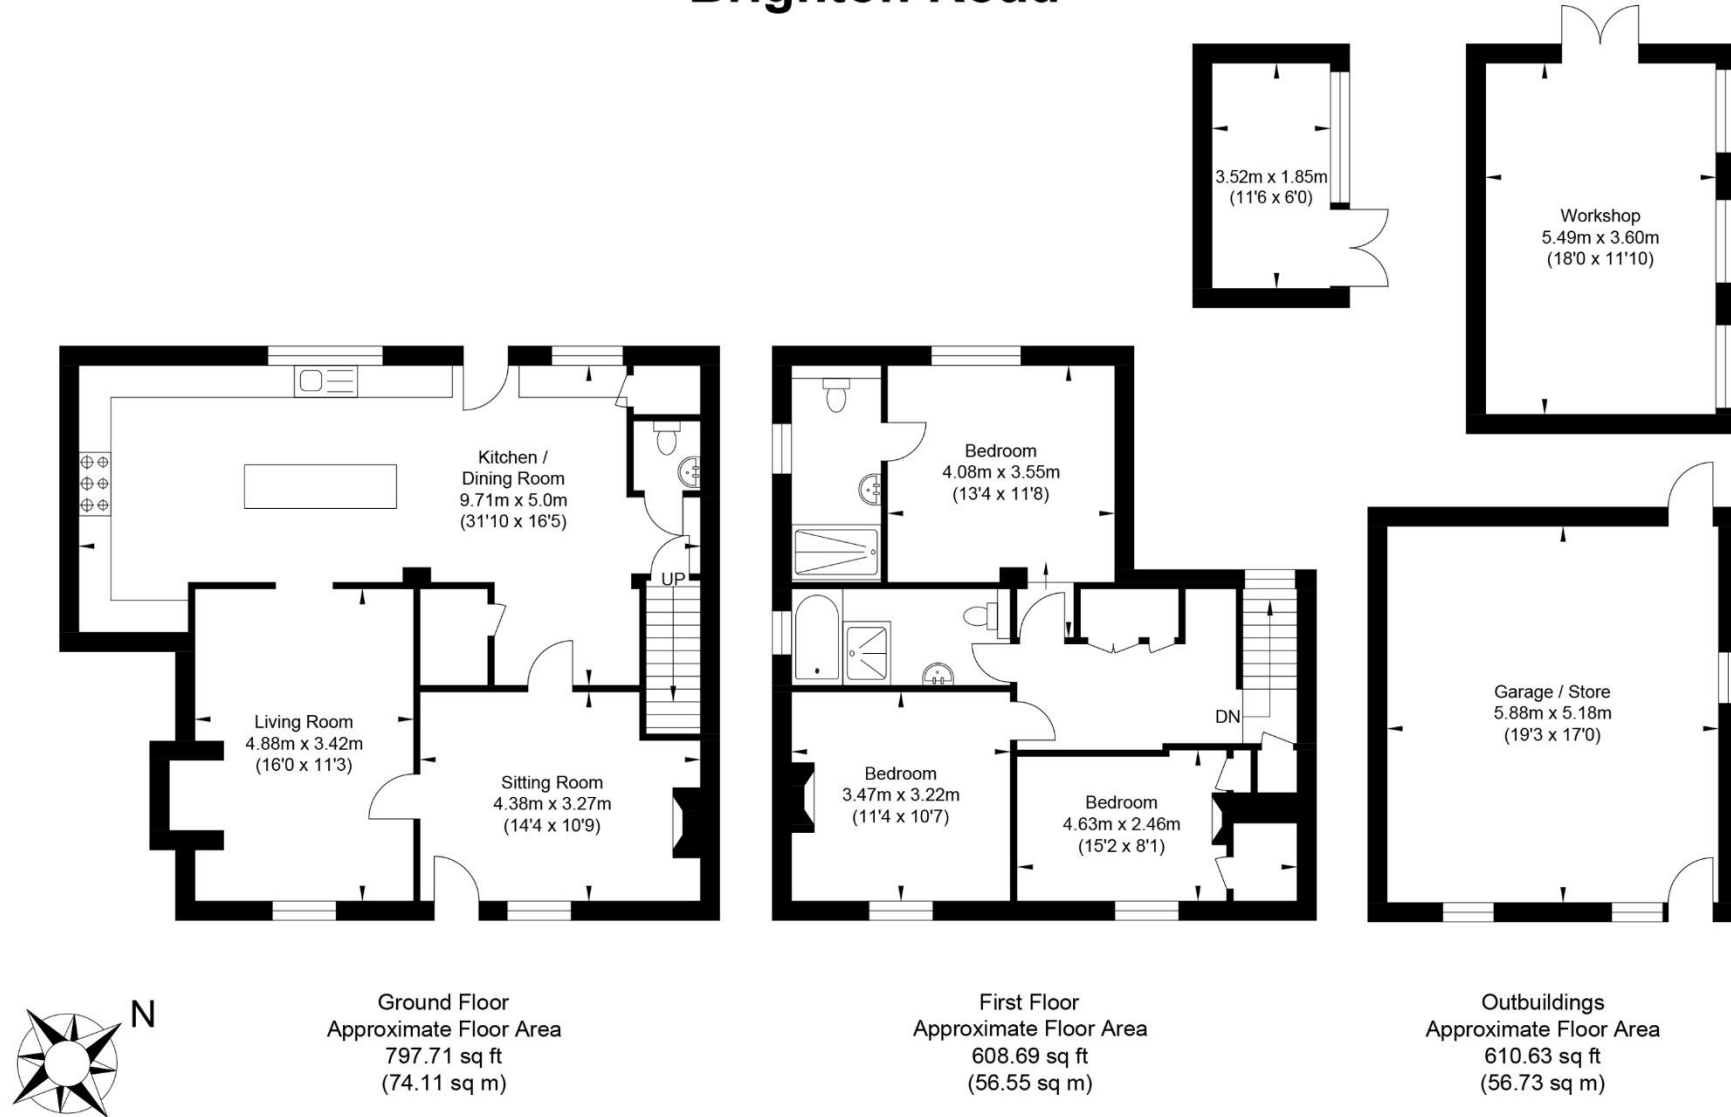 Brighton Road
3.52m x 1.85m
(11'6 x 6'0)
Workshop
5.49m x 3.60m
(18'0 x 11'10)
Kitchen /
Dining Room
9.71m x 5.0m
(31'10 x 16'5)
UP
Living Room
4.88m x 3.42m
(16'0 x 11'3)
Sitting Room
4.38m x 3.27m
(14'4 x 10'9)
Bedroom
4.08m x 3.55m
(13'4 x 11'8)
DN
Bedroom
3.47m x 3.22m
(11'4 x 10'7)
Bedroom
4.63m x 2.46m
(15'2 x 8'1)
Garage / Store
5.88m x 5.18m
(19'3 x 17'0)
N
Ground Floor
Approximate Floor Area
797.71 sq ft
(74.11 sq m)
First Floor
Approximate Floor Area
608.69 sq ft
(56.55 sq m)
Outbuildings
Approximate Floor Area
610.63 sq ft
(56.73 sq m)